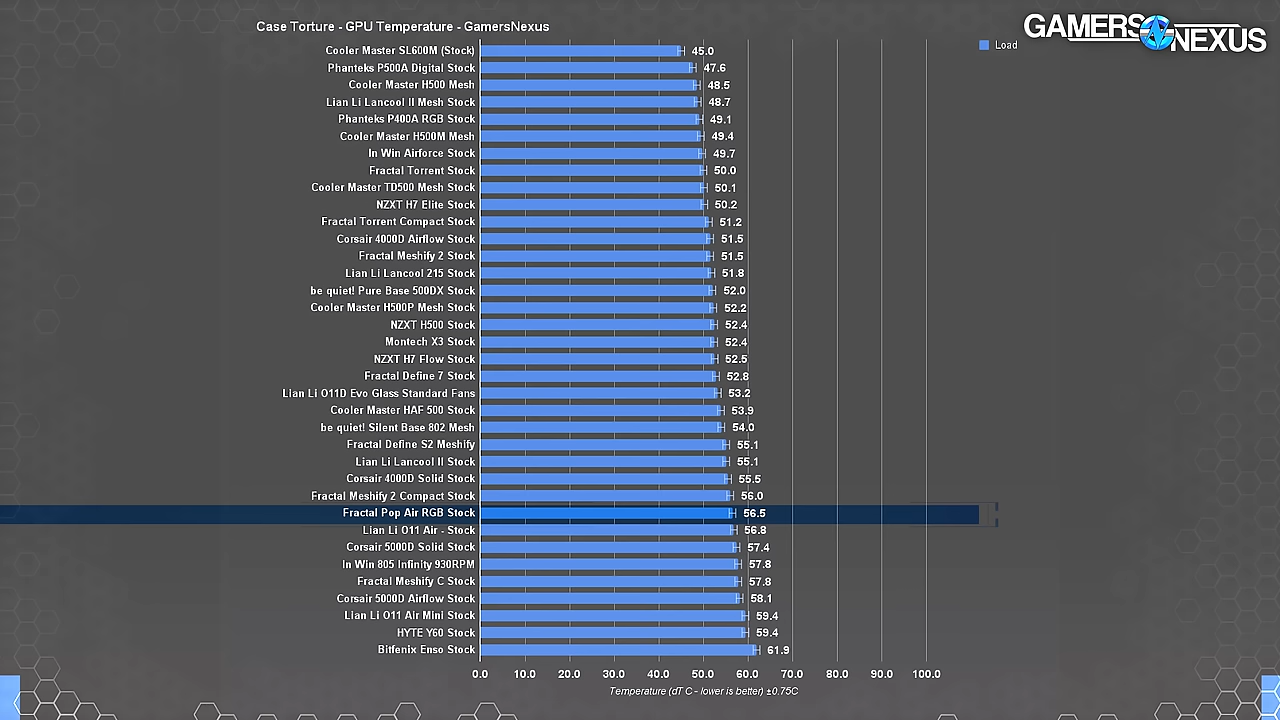 Case Torture - GPU Temperature - GamersNexus
GAMERS NEXUS
Load
Cooler Master SL600M (Stock) 45.0
Phanteks P500A Digital Stock 47.6
Cooler Master H500 Mesh 48.5
Lian Li Lancool II Mesh Stock 48.7
Phanteks P400A RGB Stock 49.1
Cooler Master H500M Mesh 49.4
In Win Airforce Stock 49.7
Fractal Torrent Stock 50.0
Cooler Master TD500 Mesh Stock 50.1
NZXT H7 Elite Stock 50.2
Fractal Torrent Compact Stock 51.2
Corsair 4000D Airflow Stock 51.5
Fractal Meshify 2 Stock 51.5
Lian Li Lancool 215 Stock 51.8
be quiet! Pure Base 500DX Stock 52.0
Cooler Master H500P Mesh Stock 52.2
NZXT H500 Stock 52.4
Montech X3 Stock 52.4
NZXT H7 Flow Stock 52.5
Fractal Define 7 Stock 52.8
Lian Li O11D Evo Glass Standard Fans 53.2
Cooler Master HAF 500 Stock 53.9
be quiet! Silent Base 802 Mesh 54.0
Fractal Define S2 Meshify 55.1
Lian Li Lancool II Stock 55.1
Corsair 4000D Solid Stock 55.5
Fractal Meshify 2 Compact Stock 56.0
Fractal Pop Air RGB Stock 56.5
Lian Li O11 Air - Stock 56.8
Corsair 5000D Solid Stock 57.4
In Win 805 Infinity 930RPM 57.8
Fractal Meshify C Stock 57.8
Corsair 5000D Airflow Stock 58.1
Lian Li O11 Air Mini Stock 59.4
HYTE Y60 Stock 59.4
Bitfenix Enso Stock 61.9
0.0 10.0 20.0 30.0 40.0 50.0 60.0 70.0 80.0 90.0 100.0
Temperature (dT C - lower is better) ±0.75C